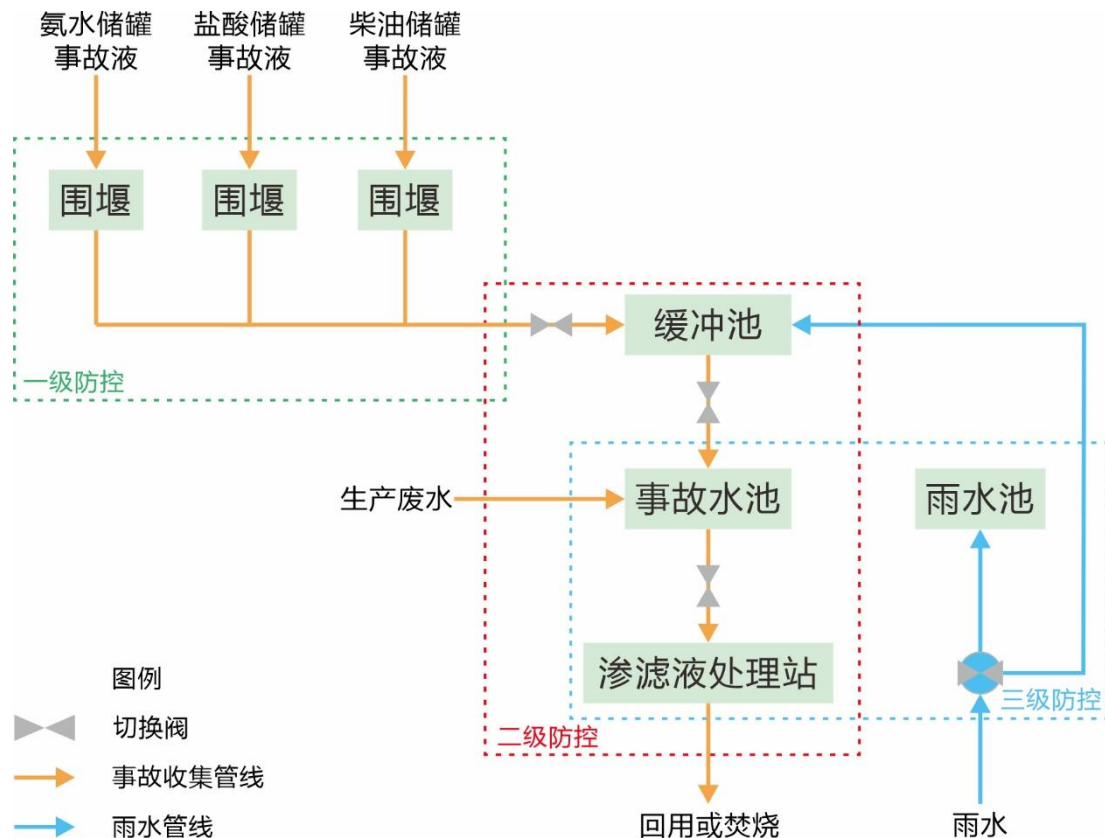 氨水储罐
事故液
盐酸储罐
事故液
柴油储罐
事故液
围堰
围堰
围堰
一级防控
缓冲池
生产废水
事故水池
雨水池
渗滤液处理站
三级防控
二级防控
回用或焚烧
雨水
图例
切换阀
事故收集管线
雨水管线